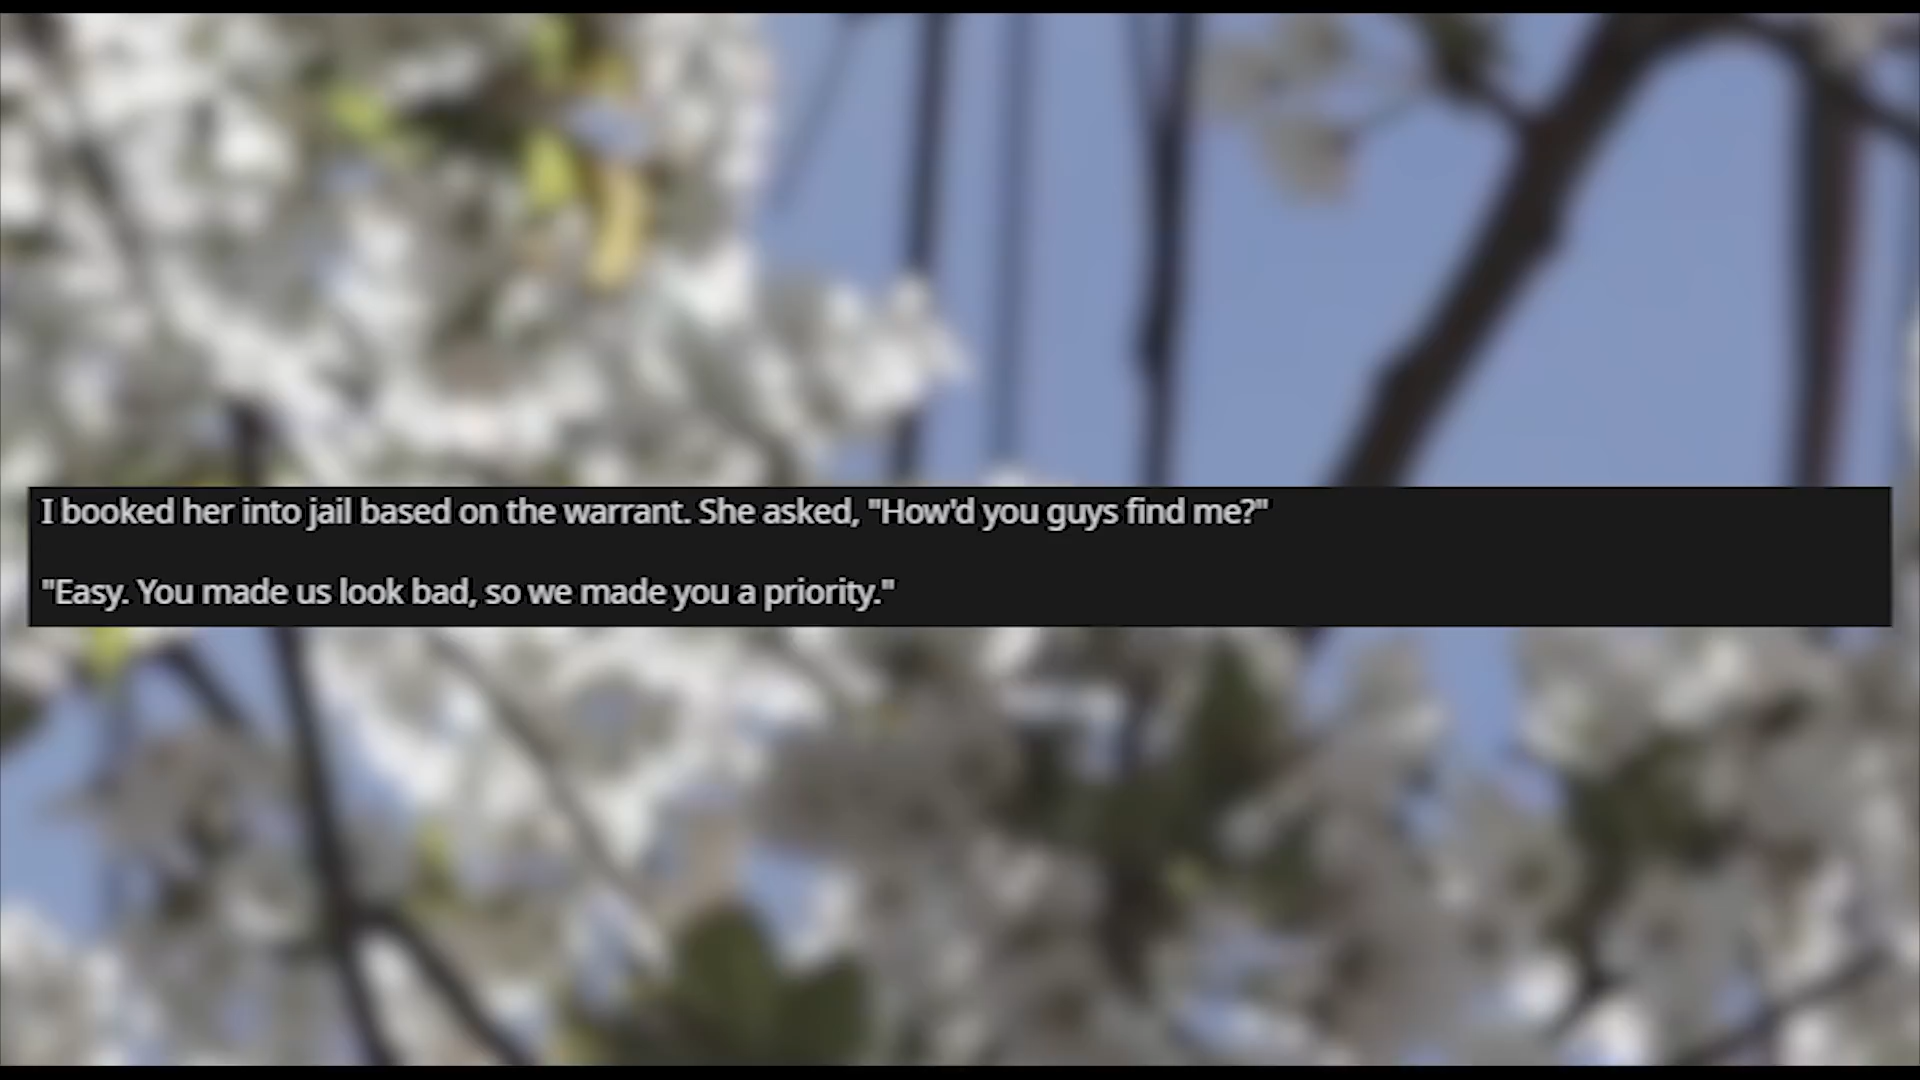 I booked her into jail based on the warrant. She asked, "How'd you guys find me?"
"Easy. You made us look bad, so we made you a priority."